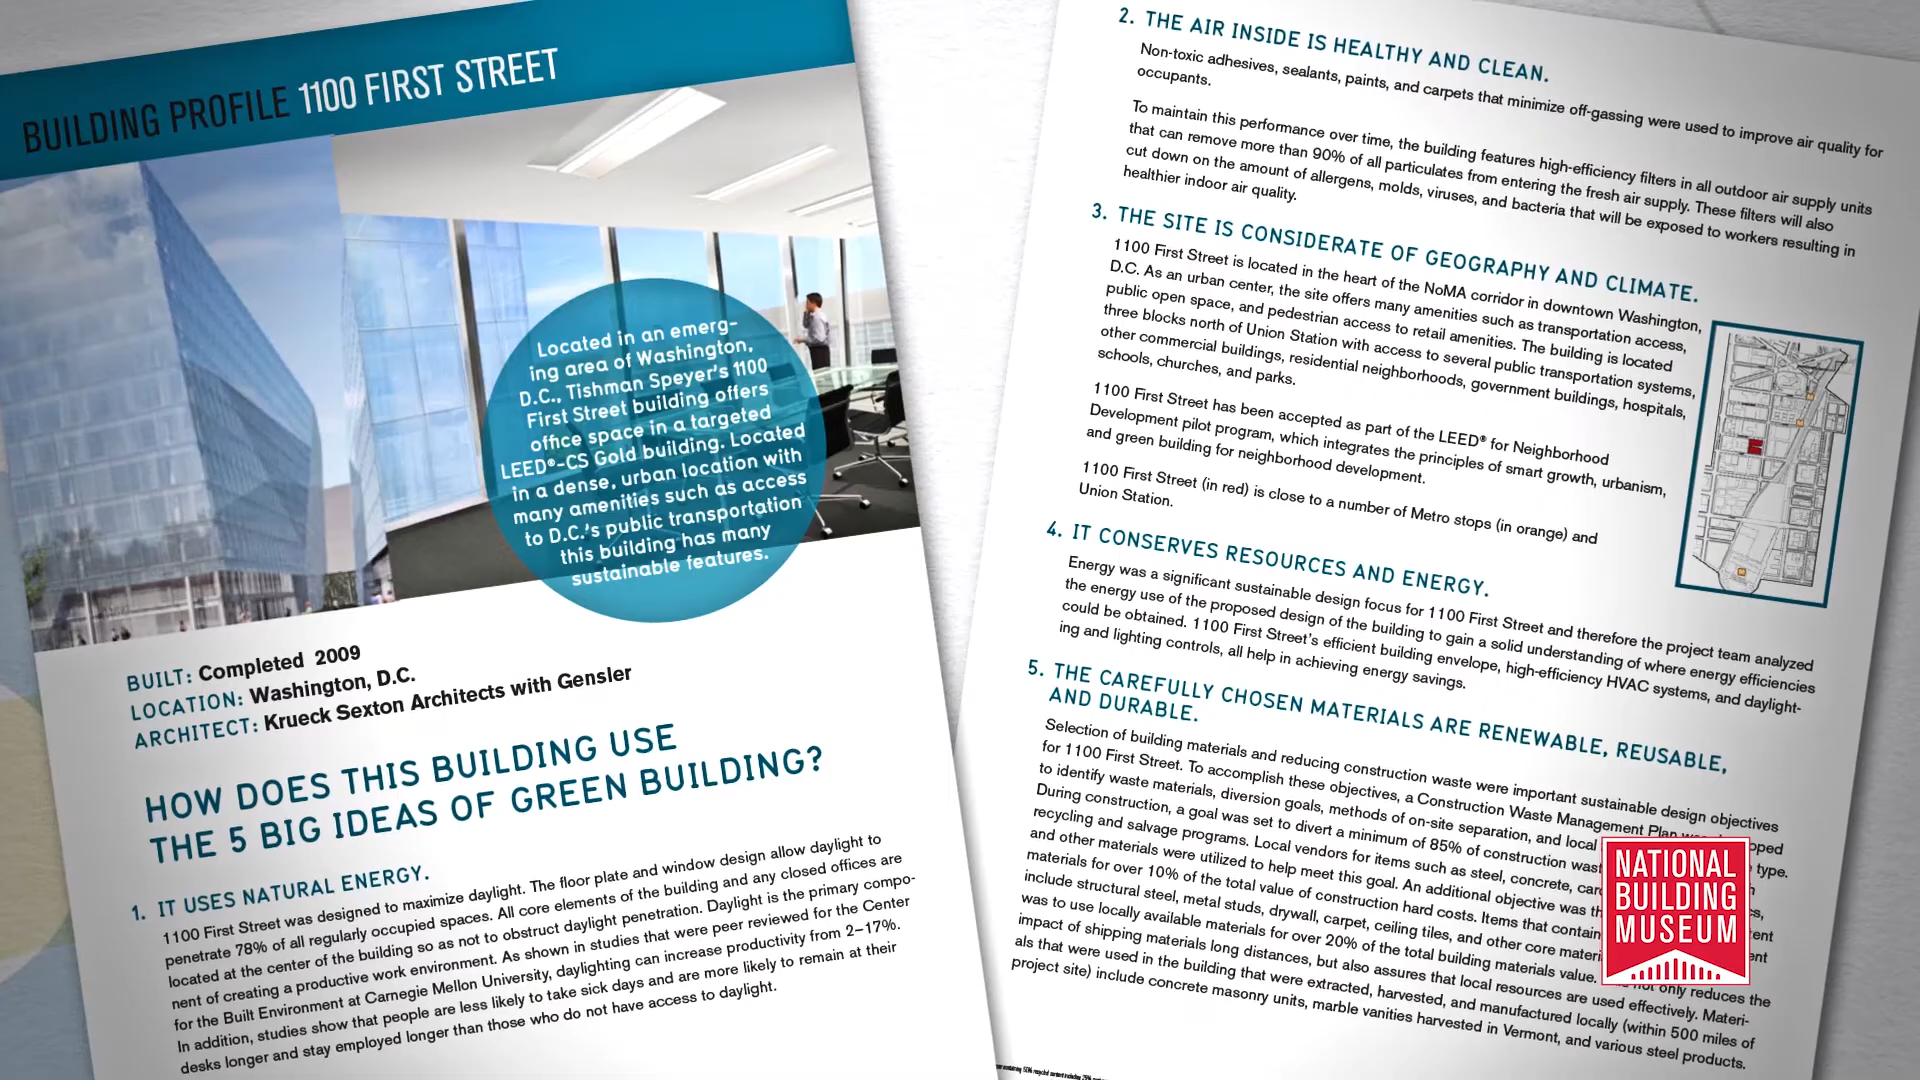 BUILDING PROFILE 1100 FIRST STREET
Located in an emerg-
ing area of Washington,
D.C., Tishman Speyer's 1100
First Street building offers
office space in a targeted
LEED®-CS Gold building. Located
in a dense, urban location with
many amenities such as access
to D.C.'s public transportation
this building has many
sustainable features.
BUILT: Completed 2009
LOCATION: Washington, D.C.
ARCHITECT: Krueck Sexton Architects with Gensler
HOW DOES THIS BUILDING USE
THE 5 BIG IDEAS OF GREEN BUILDING?
1. IT USES NATURAL ENERGY.
1100 First Street was designed to maximize daylight. The floor plate and window design allow daylight to
penetrate 78% of all regularly occupied spaces. All core elements of the building and any closed offices are
located at the center of the building so as not to obstruct daylight penetration. Daylight is the primary compo-
nent of creating a productive work environment. As shown in studies that were peer reviewed for the Center
for the Built Environment at Carnegie Mellon University, daylighting can increase productivity from 2–17%.
In addition, studies show that people are less likely to take sick days and are more likely to remain at their
desks longer and stay employed longer than those who do not have access to daylight.
2. THE AIR INSIDE IS HEALTHY AND CLEAN.
Non-toxic adhesives, sealants, paints, and carpets that minimize off-gassing were used to improve air quality for
occupants.
To maintain this performance over time, the building features high-efficiency filters in all outdoor air supply units
that can remove more than 90% of all particulates from entering the fresh air supply. These filters will also
cut down on the amount of allergens, molds, viruses, and bacteria that will be exposed to workers resulting in
healthier indoor air quality.
3. THE SITE IS CONSIDERATE OF GEOGRAPHY AND CLIMATE.
1100 First Street is located in the heart of the NoMA corridor in downtown Washington,
D.C. As an urban center, the site offers many amenities such as transportation access,
public open space, and pedestrian access to retail amenities. The building is located
three blocks north of Union Station with access to several public transportation systems,
other commercial buildings, residential neighborhoods, government buildings, hospitals,
schools, churches, and parks.
1100 First Street has been accepted as part of the LEED® for Neighborhood
Development pilot program, which integrates the principles of smart growth, urbanism,
and green building for neighborhood development.
1100 First Street (in red) is close to a number of Metro stops (in orange) and
Union Station.
4. IT CONSERVES RESOURCES AND ENERGY.
Energy was a significant sustainable design focus for 1100 First Street and therefore the project team analyzed
the energy use of the proposed design of the building to gain a solid understanding of where energy efficiencies
could be obtained. 1100 First Street's efficient building envelope, high-efficiency HVAC systems, and daylight-
ing and lighting controls, all help in achieving energy savings.
5. THE CAREFULLY CHOSEN MATERIALS ARE RENEWABLE, REUSABLE,
AND DURABLE.
Selection of building materials and reducing construction waste were important sustainable design objectives
for 1100 First Street. To accomplish these objectives, a Construction Waste Management Plan
to identify waste materials, diversion goals, methods of on-site separation, and local type.
During construction, a goal was set to divert a minimum of 85% of construction
recycling and salvage programs. Local vendors for items such as steel, concrete,
and other materials were utilized to help meet this goal. An additional objective was
materials for over 10% of the total value of construction hard costs. Items that
include structural steel, metal studs, drywall, carpet, ceiling tiles, and other core
was to use locally available materials for over 20% of the total building materials value. not only reduces the
impact of shipping materials long distances, but also assures that local resources are used effectively. Materi-
als that were used in the building that were extracted, harvested, and manufactured locally (within 500 miles of
project site) include concrete masonry units, marble vanities harvested in Vermont, and various steel products.
NATIONAL
BUILDING
MUSEUM